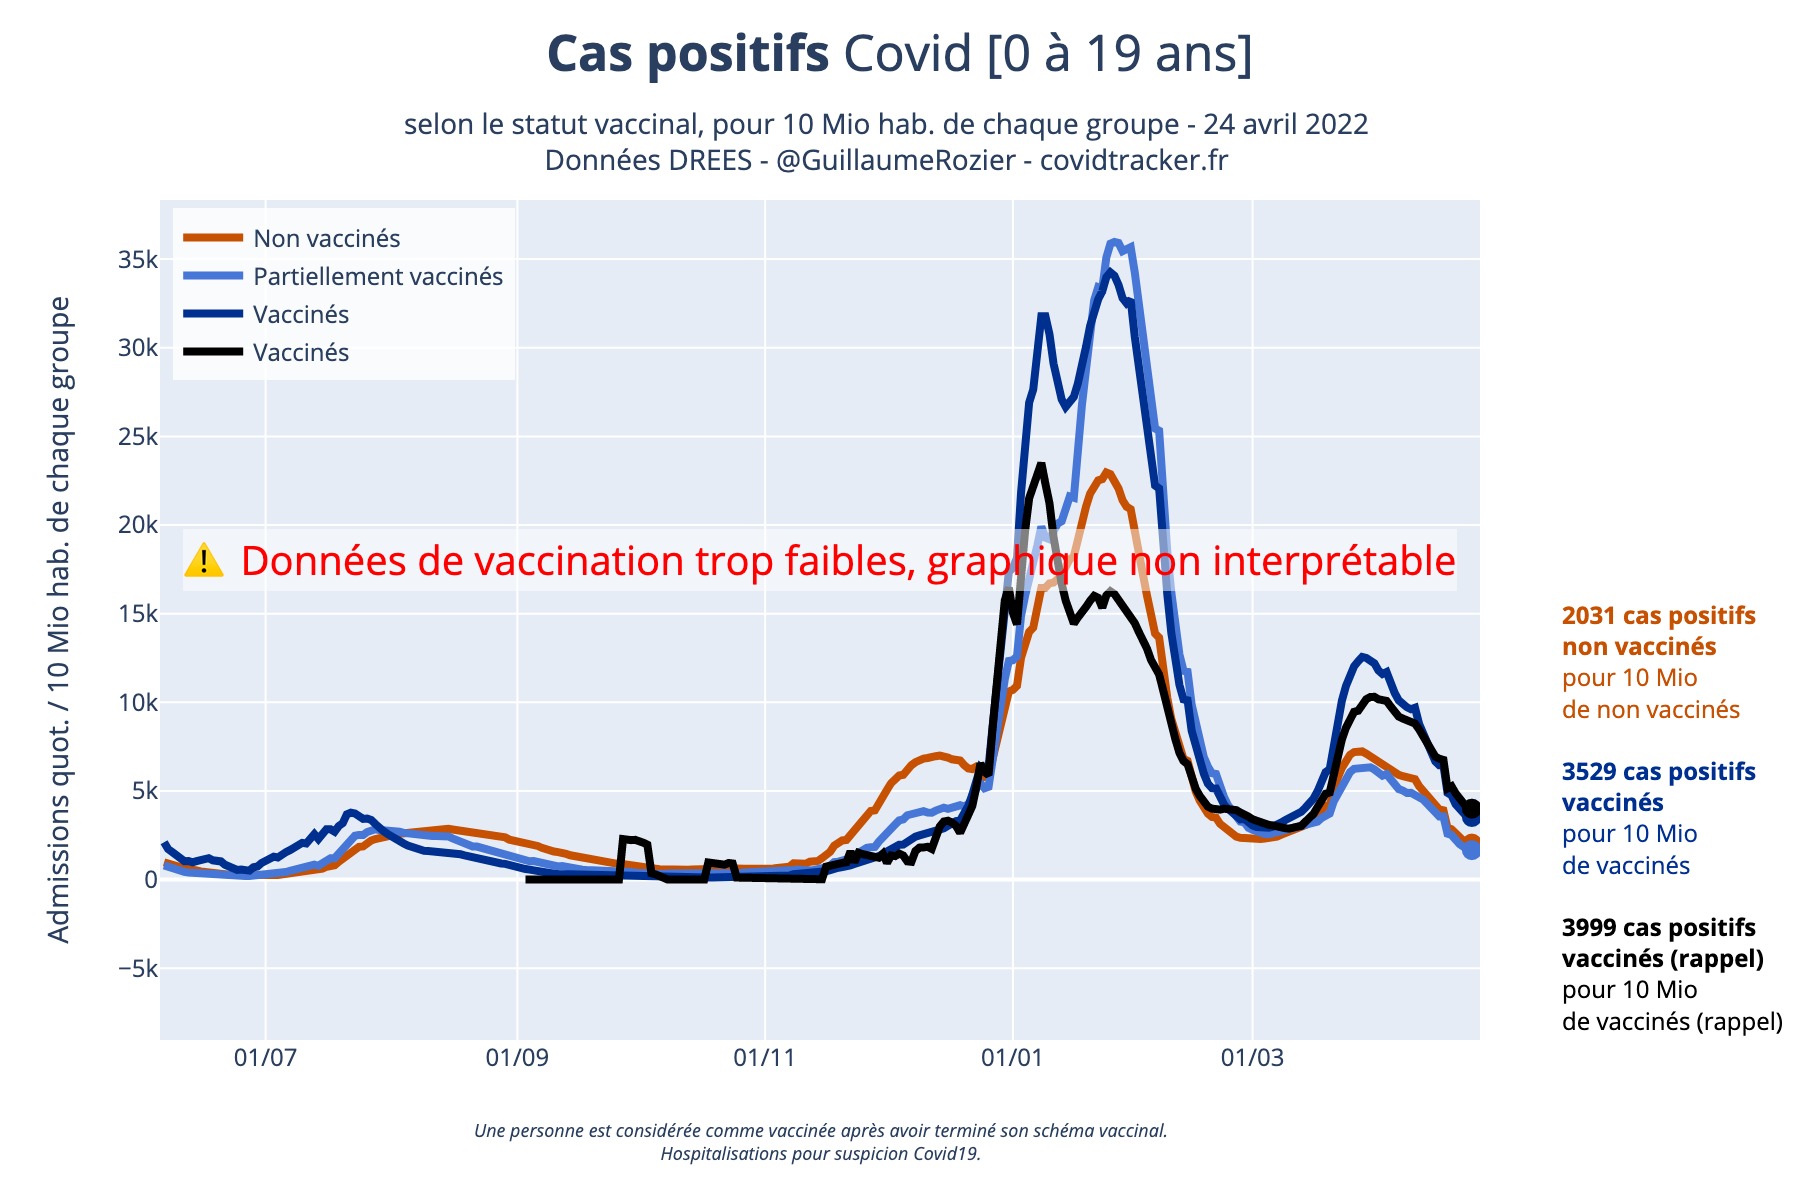 Cas positifs Covid [0 à 19 ans]
selon le statut vaccinal, pour 10 Mio hab. de chaque groupe - 24 avril 2022
Données DREES - @GuillaumeRozier - covidtracker.fr
Admissions quot. / 10 Mio hab. de chaque groupe
Non vaccinés
Partiellement vaccinés
Vaccinés
Vaccinés
35k
30k
25k
20k
15k
10k
5k
0
−5k
⚠️ Données de vaccination trop faibles, graphique non interprétable
01/07
01/09
01/11
01/01
01/03
2031 cas positifs
non vaccinés
pour 10 Mio
de non vaccinés
3529 cas positifs
vaccinés
pour 10 Mio
de vaccinés
3999 cas positifs
vaccinés (rappel)
pour 10 Mio
de vaccinés (rappel)
Une personne est considérée comme vaccinée après avoir terminé son schéma vaccinal.
Hospitalisations pour suspicion Covid19.